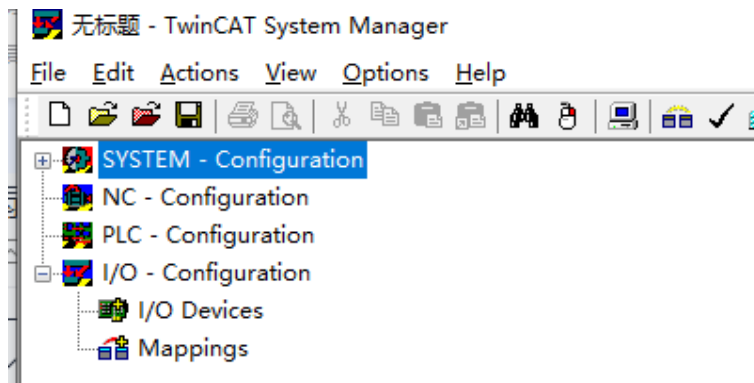 无标题 - TwinCAT System Manager
File Edit Actions View Options Help
SYSTEM - Configuration
NC - Configuration
PLC - Configuration
I/O - Configuration
I/O Devices
Mappings